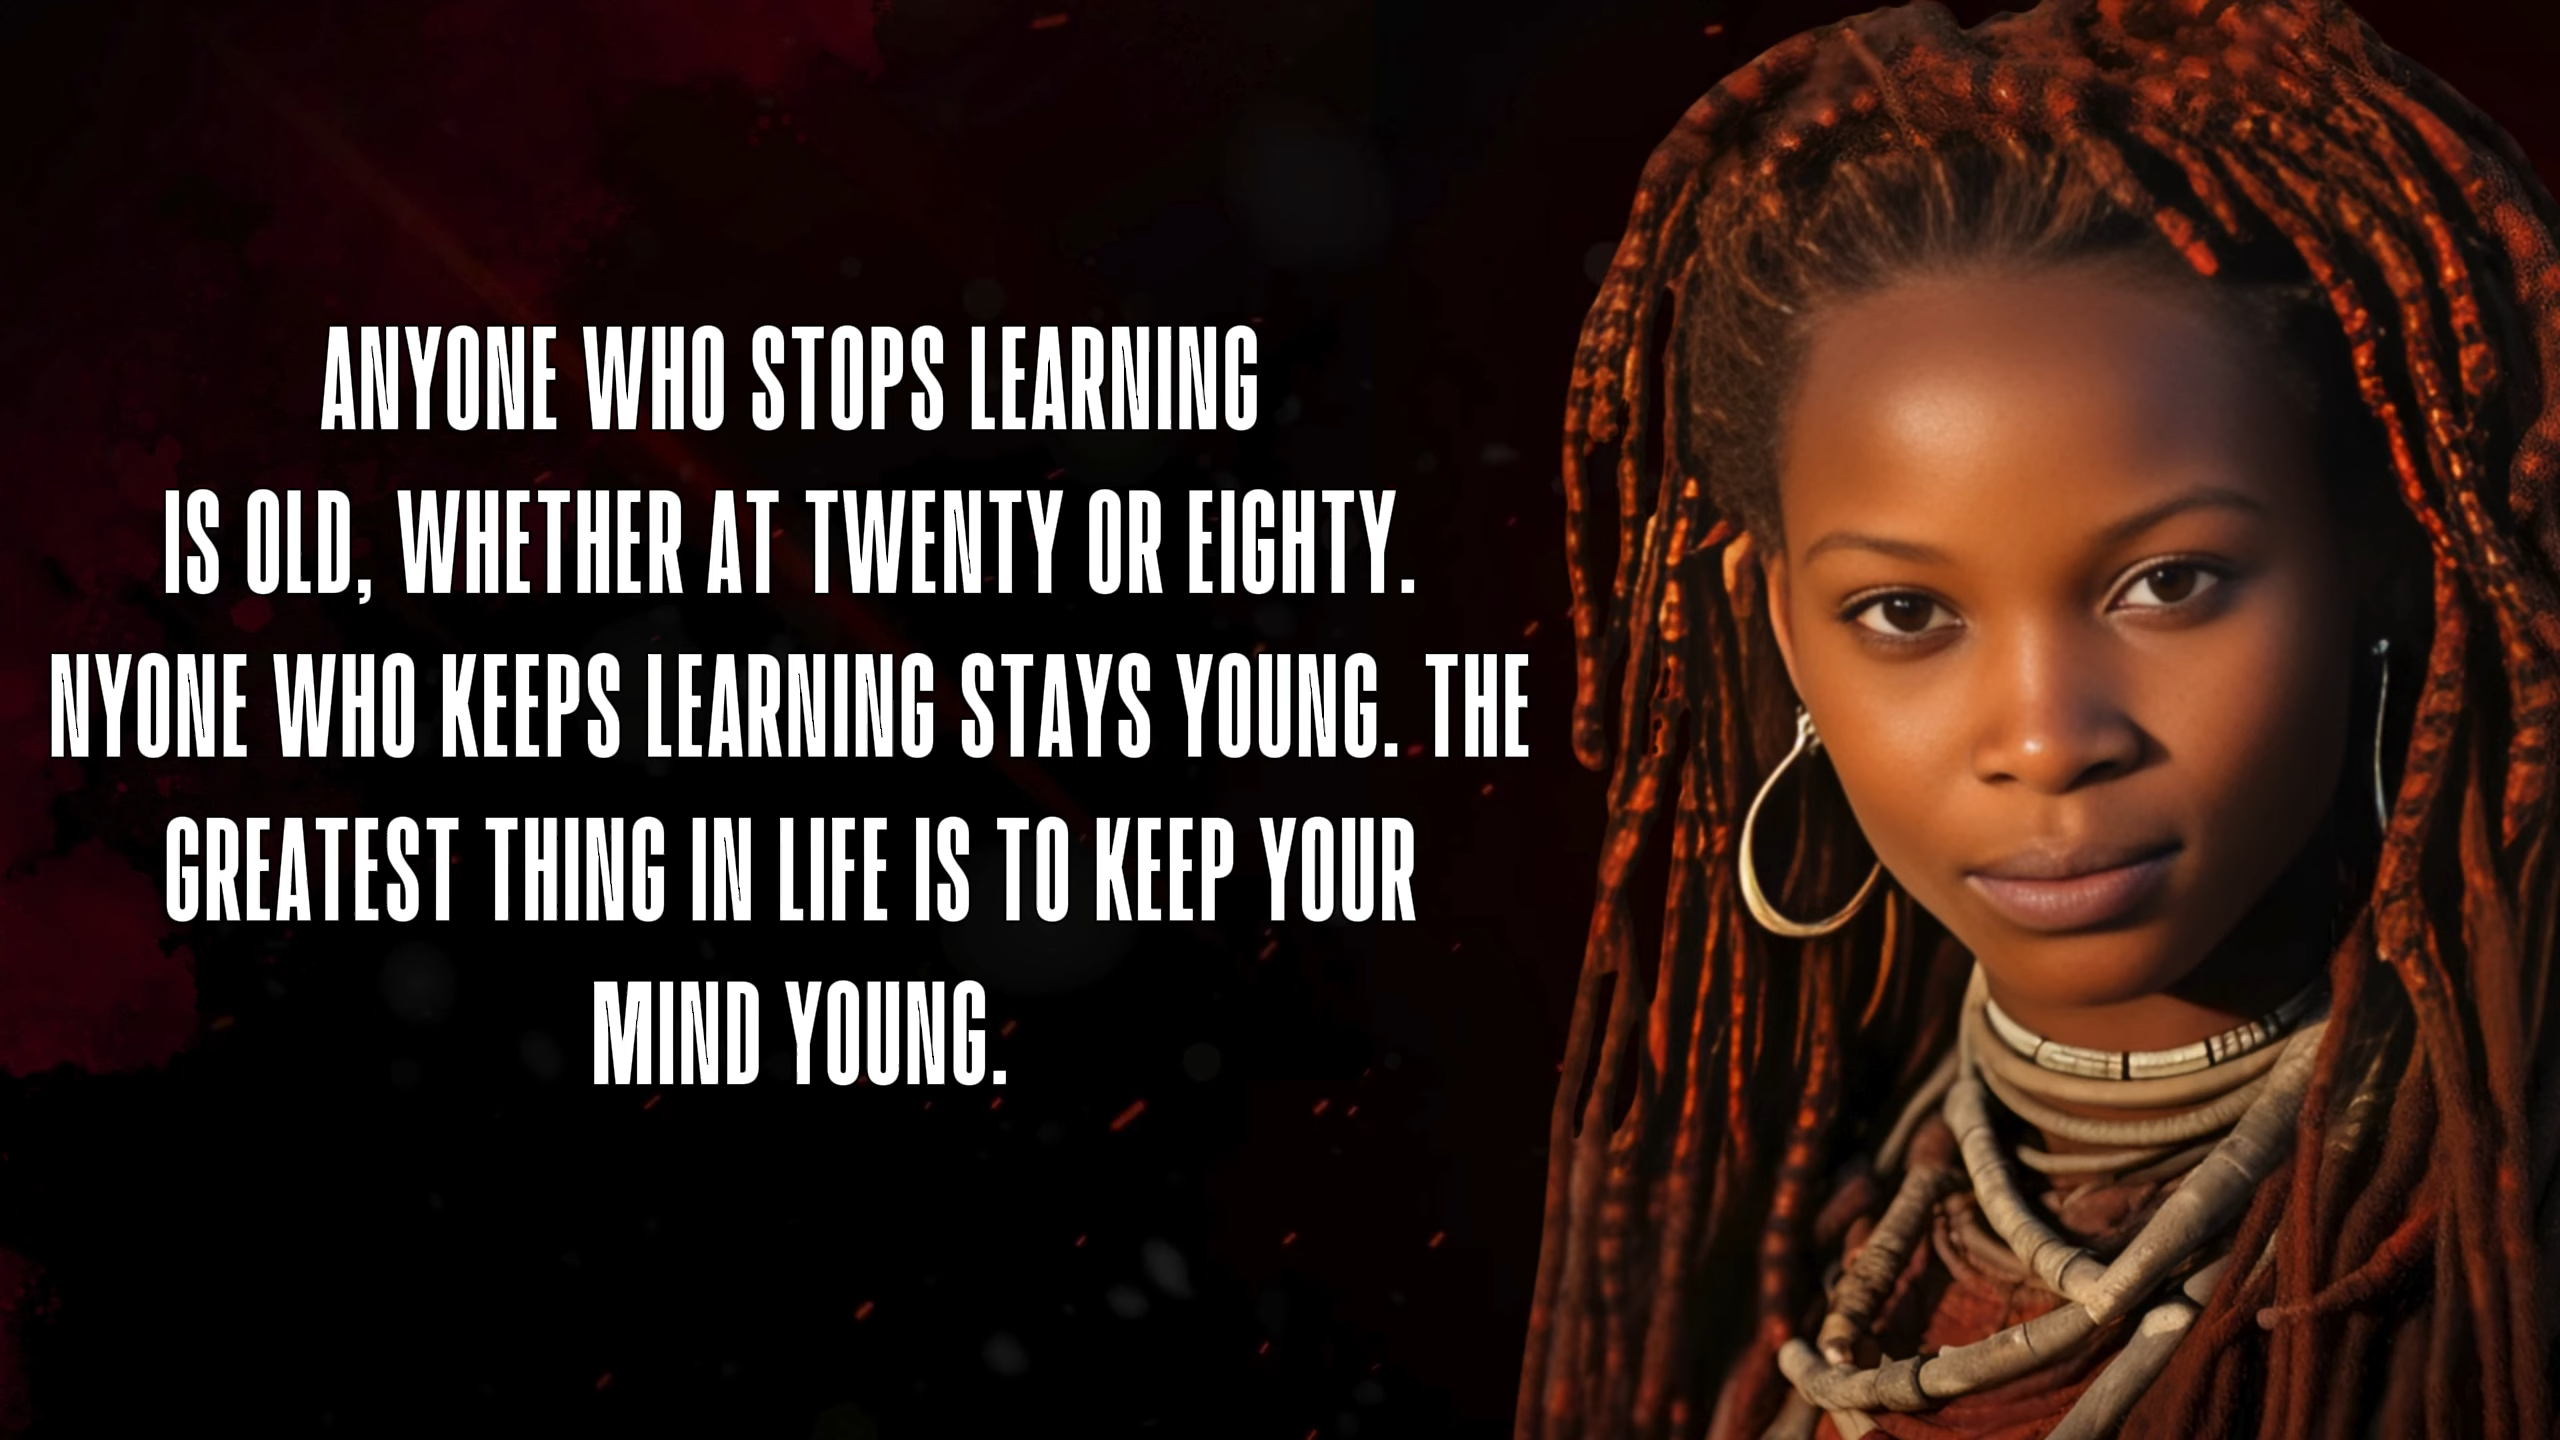 ANYONE WHO STOPS LEARNING
IS OLD, WHETHER AT TWENTY OR EIGHTY.
NYONE WHO KEEPS LEARNING STAYS YOUNG. THE
GREATEST THING IN LIFE IS TO KEEP YOUR
MIND YOUNG.